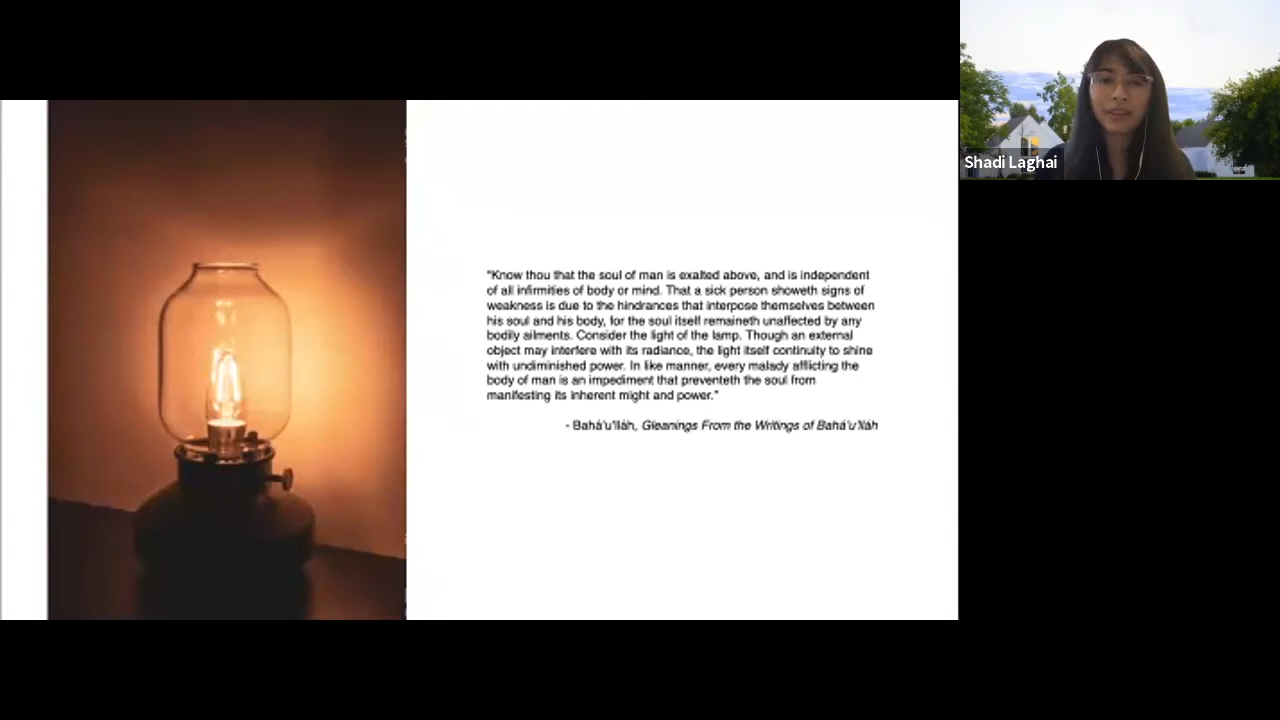 "Know thou that the soul of man is exalted above, and is independent
of all infirmities of body or mind. That a sick person showeth signs of
weakness is due to the hindrances that interpose themselves between
his soul and his body, for the soul itself remaineth unaffected by any
bodily ailments. Consider the light of the lamp. Though an external
object may interfere with its radiance, the light itself continuity to shine
with undiminished power. In like manner, every malady afflicting the
body of man is an impediment that preventeth the soul from
manifesting its inherent might and power."
- Bahá'u'lláh, Gleanings From the Writings of Bahá'u'lláh
Shadi Laghai